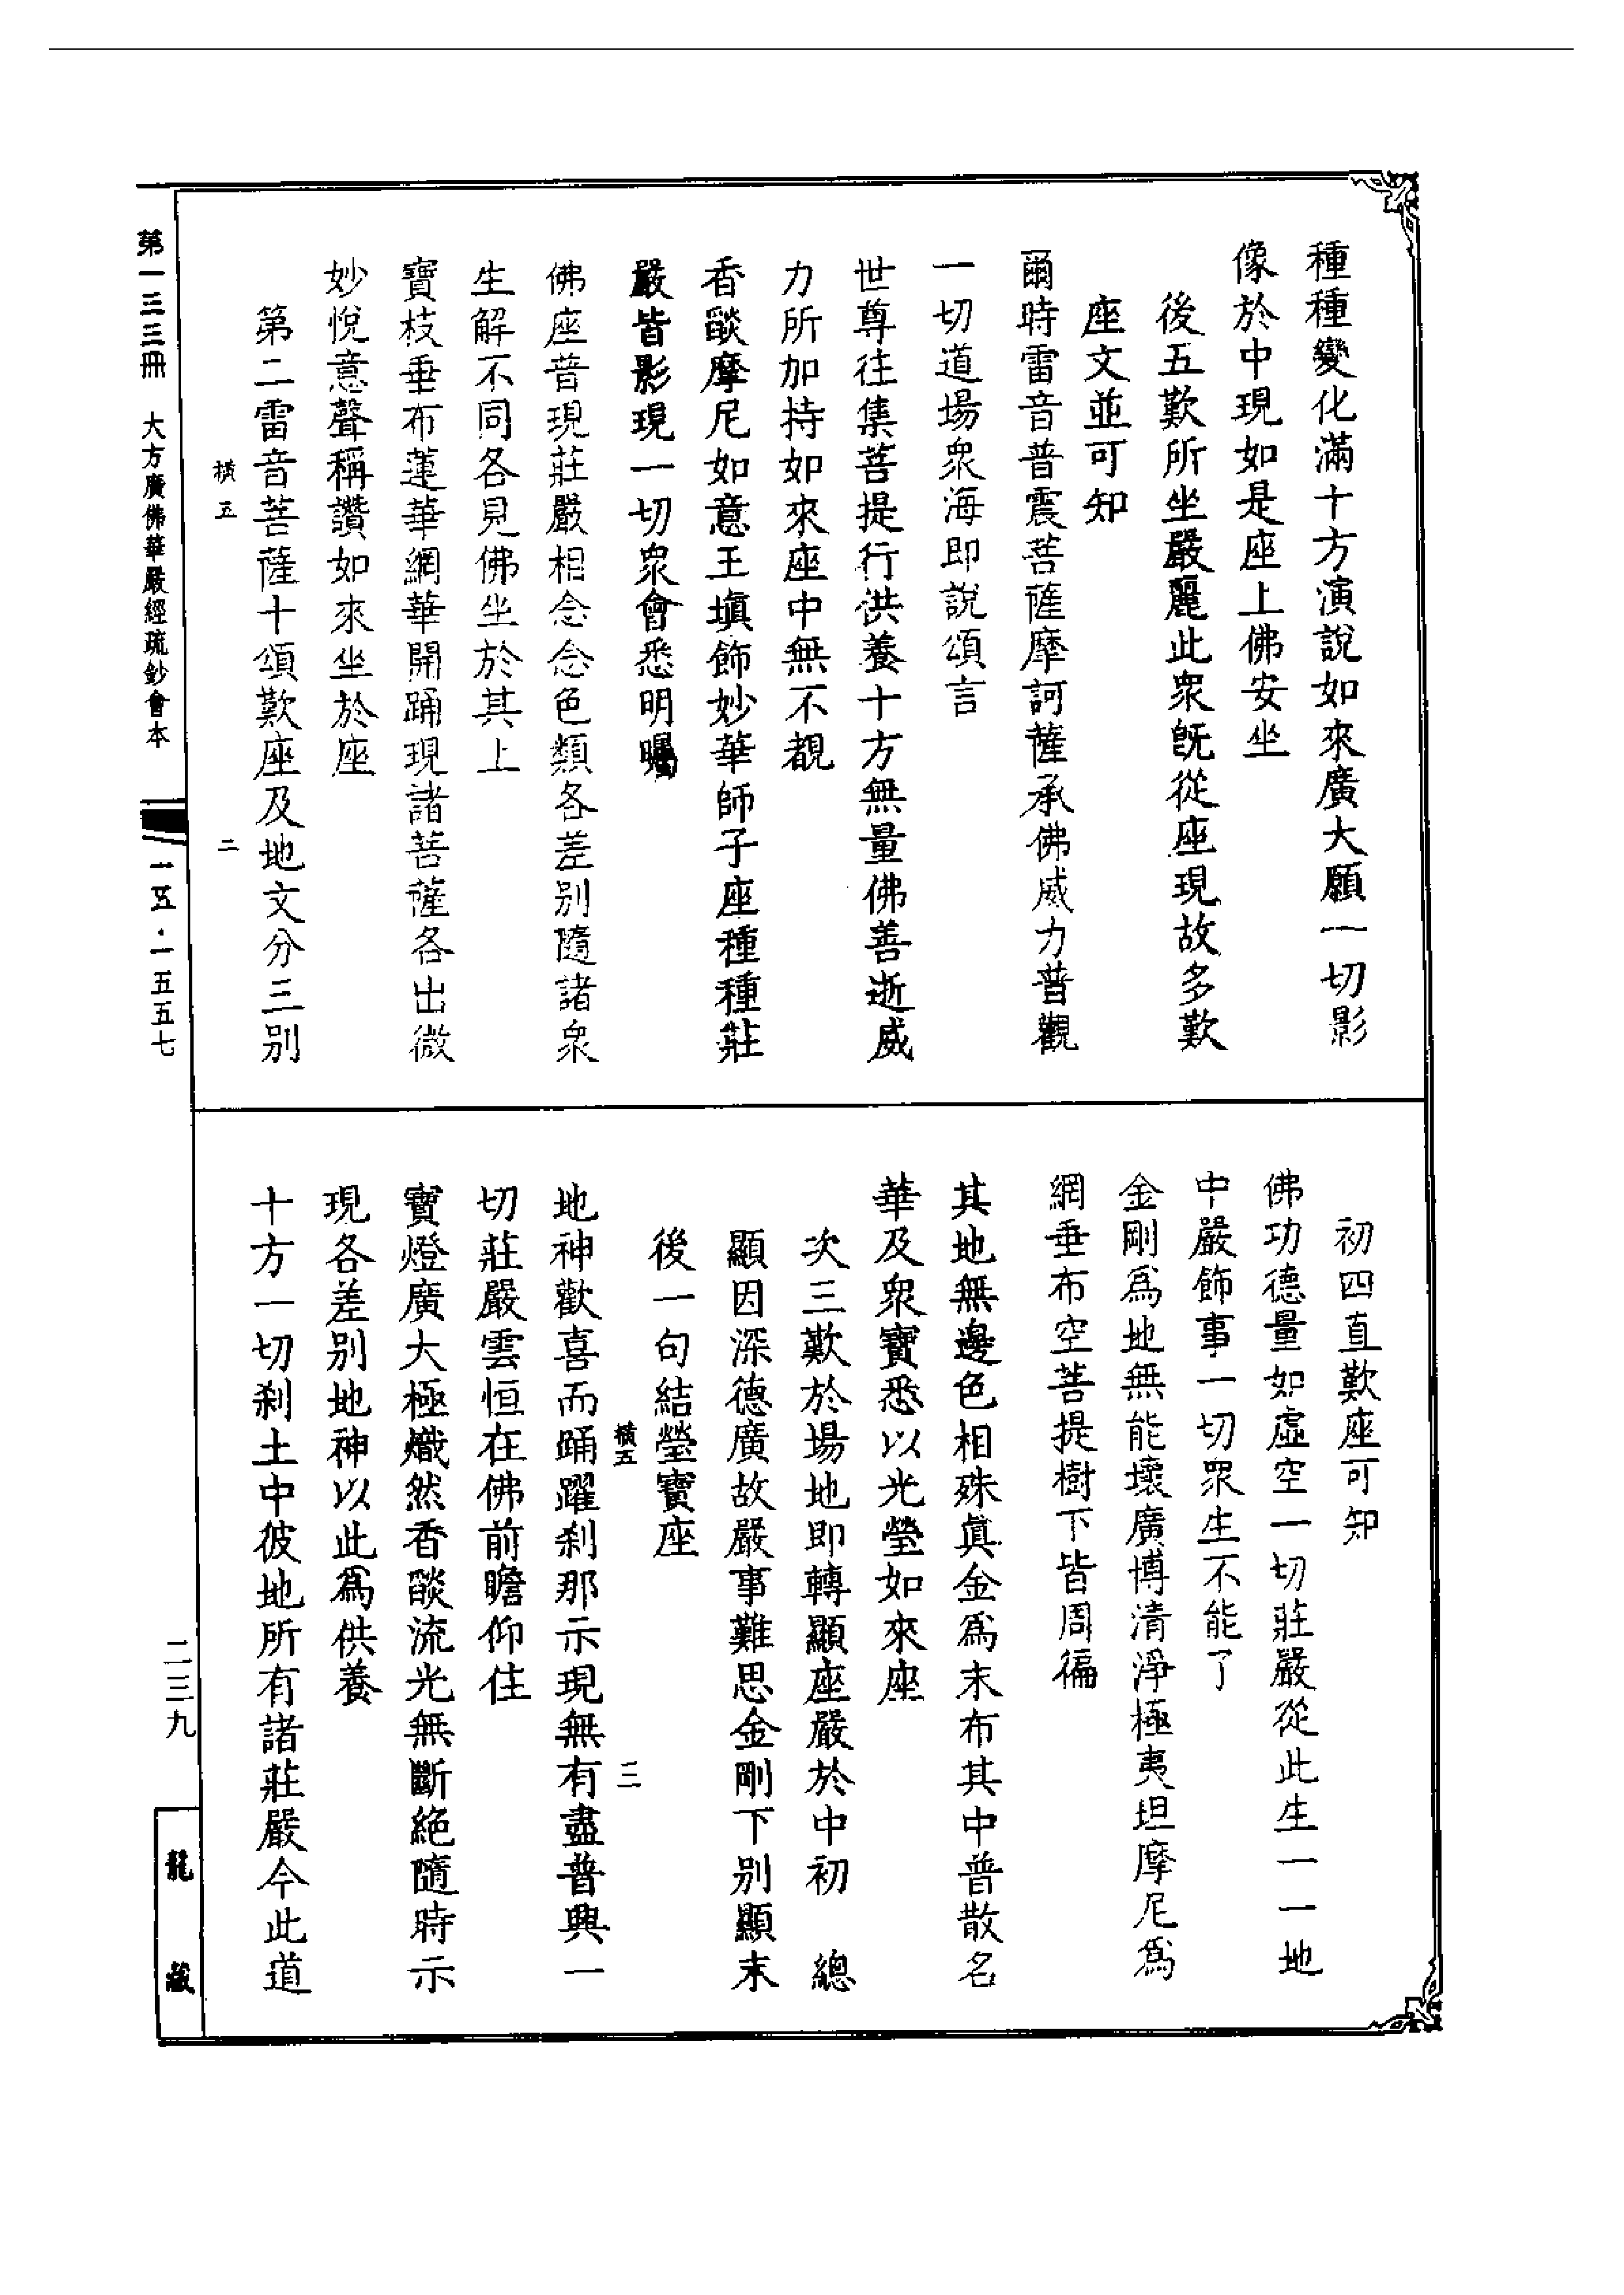 種種變化滿十方演說如來廣大願一切影
像於中現如是座上佛安坐
後五歎所坐嚴麗此衆旣從座現故多歎
座文並可知
爾時雷音普震菩薩摩訶薩承佛威力普觀
一切道場衆海即說頌言
世尊往集菩提行洪養十方無量佛善逝威
力所加持如來座中無不覩
香燄摩尼如意王塡飾妙華師子座種種莊
嚴皆影現一切衆會悉明矚
佛座普現莊嚴相念念色類各差别隨諸衆
生解不同各見佛坐於其上
寶枝垂布蓮華網華開踊現諸菩薩各出微
妙悅意聲稱讚如來坐於座
第二雷音菩薩十頌歎座及地文分三别
橫五 二
初四直歎座可知
佛功德量如虛空一切莊嚴從此生一一地
中嚴飾事一切衆生不能了
金剛爲地無能壞廣博清淨極夷坦摩尼爲
網垂布空菩提樹下皆周徧
其地無邊色相殊眞金爲末布其中普散名
華及衆寶悉以光瑩如來座
次三歎於場地即轉顯座嚴於中初 總
顯因深德廣故嚴事難思金剛下别顯末
後一句結瑩寶座
橫五 三
地神歡喜而踊躍刹那示現無有盡普興一
切莊嚴雲恒在佛前瞻仰住
寶燈廣大極熾然香燄流光無斷絶隨時示
現各差别地神以此爲供養
十方一切刹土中彼地所有諸莊嚴今此道
第一三三冊 大方廣佛華嚴經疏鈔會本 一五·一五五七
二三九
龍藏